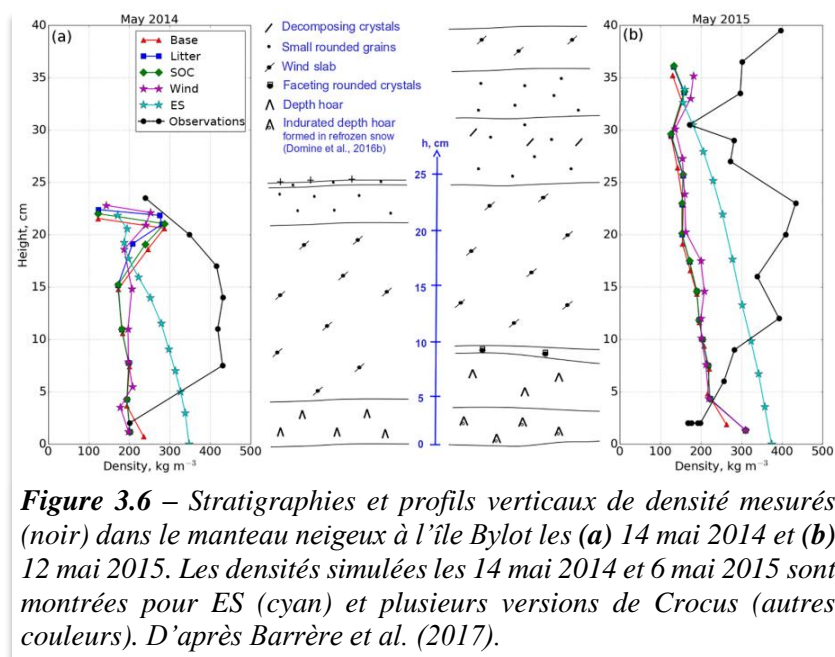 May 2014
May 2015
(a)
Base
Litter
SOC
Wind
ES
Observations
Decomposing crystals
Small rounded grains
Wind slab
Faceting rounded crystals
Depth hoar
Indurated depth hoar
formed in refrozen snow
(Domine et al., 2016b)
h, cm
25
20
15
10
5
0
(b)
Height, cm
40
35
30
25
20
15
10
5
0
0 100 200 300 400 500
Density, kg m⁻³
40
35
30
25
20
15
10
5
0
0 100 200 300 400 500
Density, kg m⁻³
Figure 3.6 – Stratigraphies et profils verticaux de densité mesurés
(noir) dans le manteau neigeux à l’île Bylot les (a) 14 mai 2014 et (b)
12 mai 2015. Les densités simulées les 14 mai 2014 et 6 mai 2015 sont
montrées pour ES (cyan) et plusieurs versions de Crocus (autres
couleurs). D’après Barrère et al. (2017).